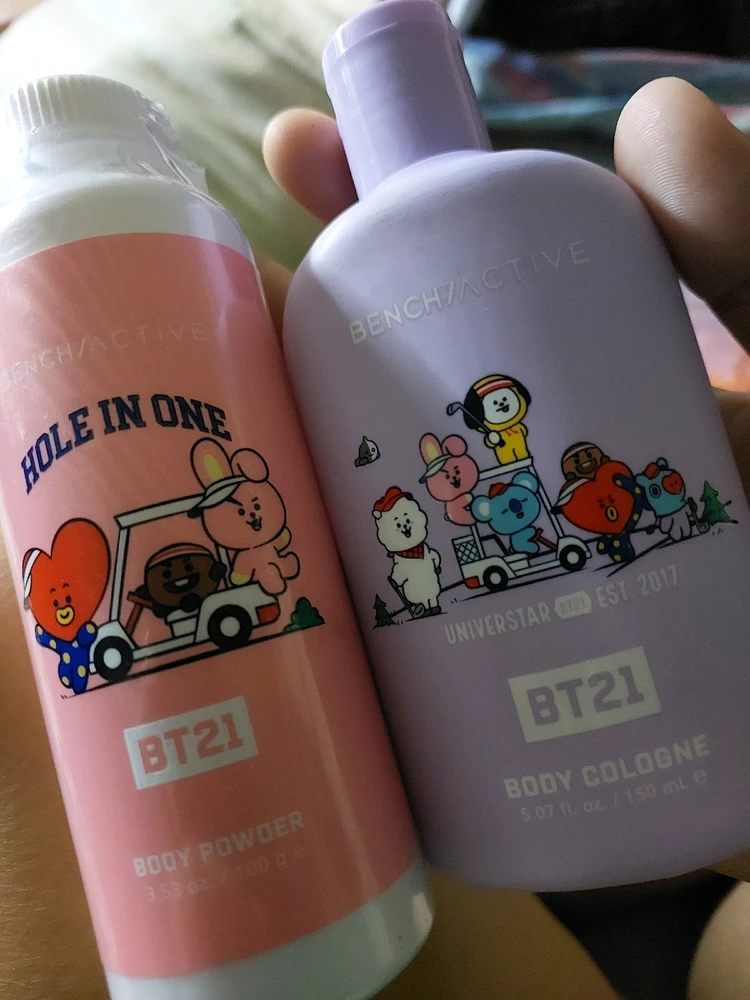 BENCH/ACTIVE
HOLE IN ONE
BT21
BODY POWDER
3.53 oz. / 100 g e
BENCH/ACTIVE
UNIVERSTAR BT21 EST. 2017
BT21
BODY COLOGNE
5.07 fl. oz. / 150 mL e